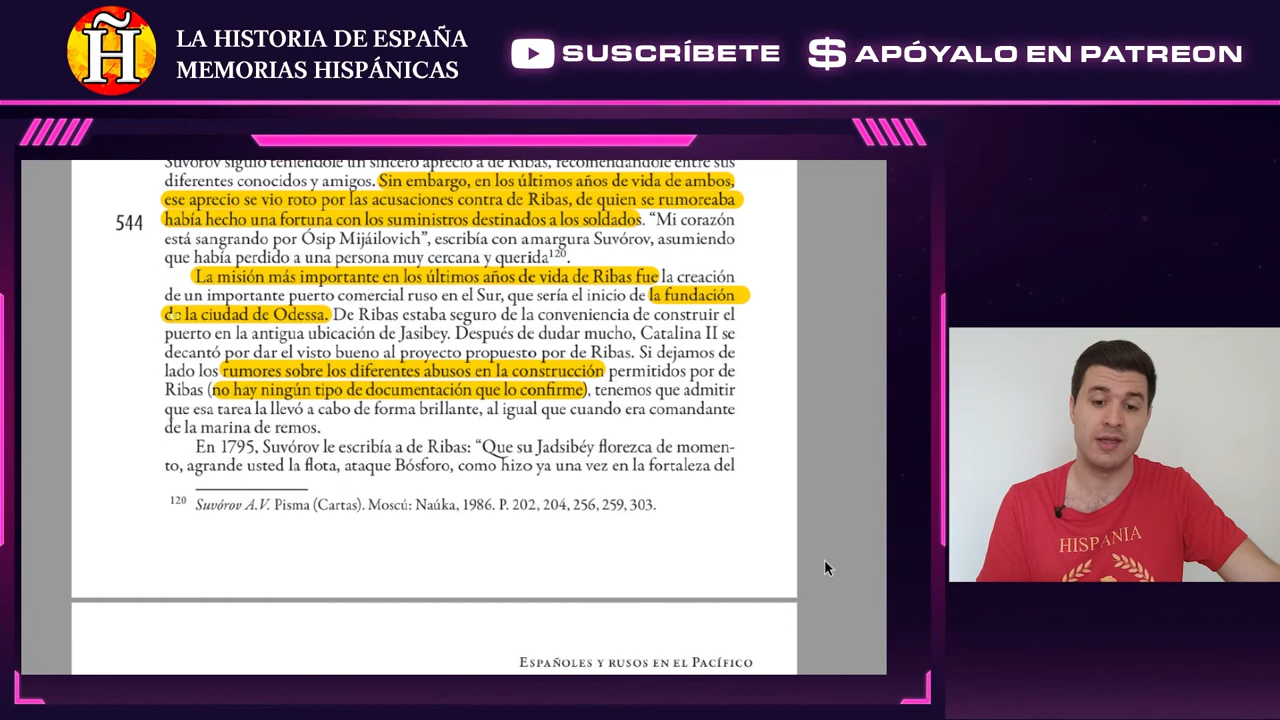 Ñ
LA HISTORIA DE ESPAÑA
MEMORIAS HISPÁNICAS
SUSCRÍBETE
$ APÓYALO EN PATREON
Suvórov siguió teniéndole un sincero aprecio a de Ribas, recomendándole entre sus
diferentes conocidos y amigos. Sin embargo, en los últimos años de vida de ambos,
ese aprecio se vio roto por las acusaciones contra de Ribas, de quien se rumoreaba
544
había hecho una fortuna con los suministros destinados a los soldados. “Mi corazón
está sangrando por Ósip Mijáilovich”, escribía con amargura Suvórov, asumiendo
que había perdido a una persona muy cercana y querida120.
La misión más importante en los últimos años de vida de Ribas fue la creación
de un importante puerto comercial ruso en el Sur, que sería el inicio de la fundación
de la ciudad de Odessa. De Ribas estaba seguro de la conveniencia de construir el
puerto en la antigua ubicación de Jasibey. Después de dudar mucho, Catalina II se
decantó por dar el visto bueno al proyecto propuesto por de Ribas. Si dejamos de
lado los rumores sobre los diferentes abusos en la construcción permitidos por de
Ribas (no hay ningún tipo de documentación que lo confirme), tenemos que admitir
que esa tarea la llevó a cabo de forma brillante, al igual que cuando era comandante
de la marina de remos.
En 1795, Suvórov le escribía a de Ribas: “Que su Jadsibéy florezca de momen-
to, agrande usted la flota, ataque Bósforo, como hizo ya una vez en la fortaleza del
120 Suvórov A.V. Pisma (Cartas). Moscú: Naúka, 1986. P. 202, 204, 256, 259, 303.
Españoles y rusos en el Pacífico
HISPANIA